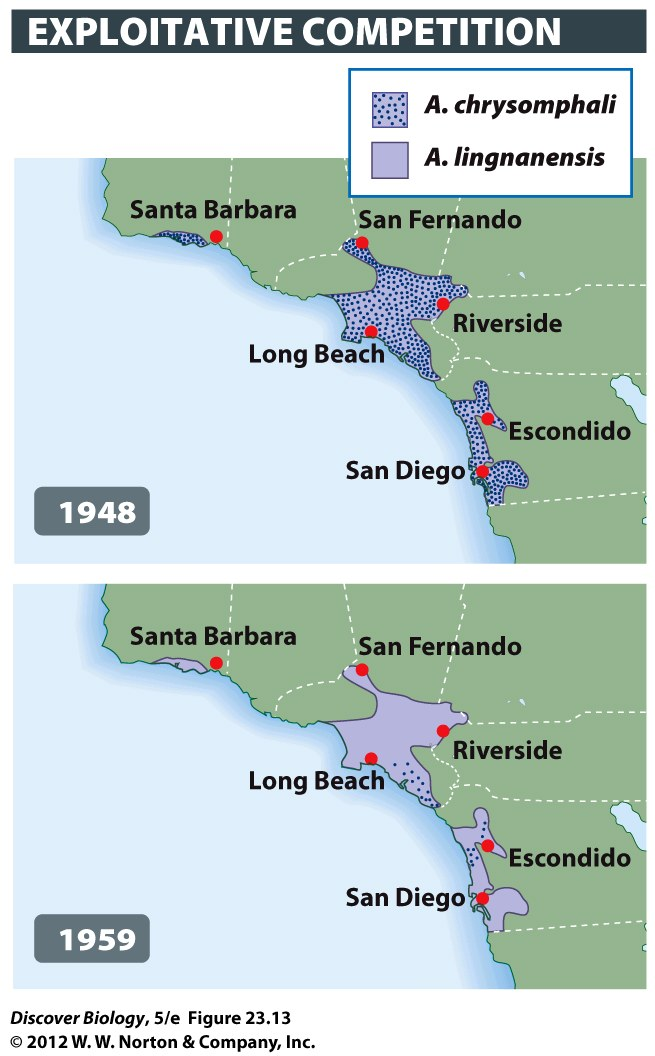 EXPLOITATIVE COMPETITION
A. chrysomphali
A. lingnanensis
Santa Barbara
San Fernando
Riverside
Long Beach
Escondido
San Diego
1948
Santa Barbara
San Fernando
Riverside
Long Beach
Escondido
San Diego
1959
Discover Biology, 5/e Figure 23.13
© 2012 W. W. Norton & Company, Inc.